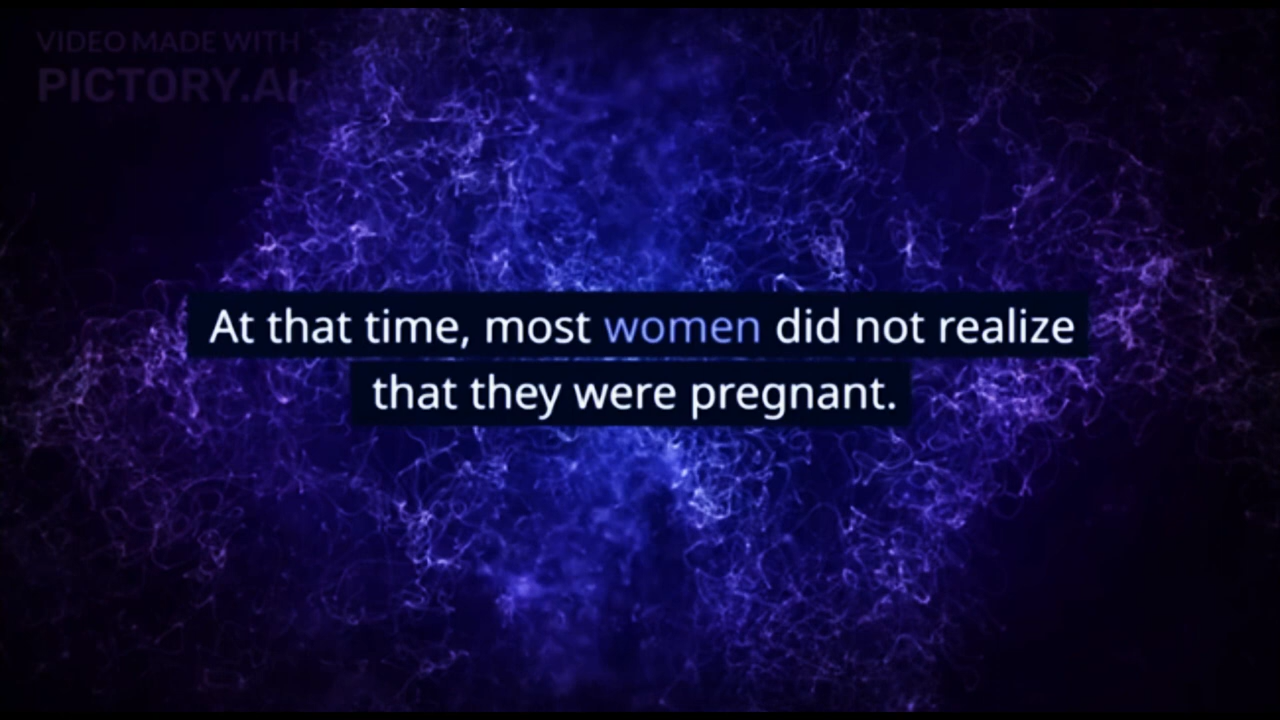 VIDEO MADE WITH
PICTORY.AI
At that time, most women did not realize
that they were pregnant.